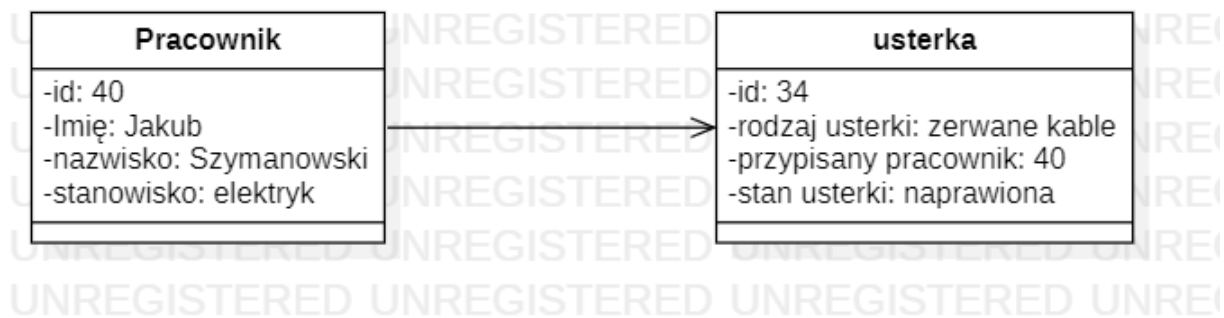 Pracownik
-id: 40
-Imię: Jakub
-nazwisko: Szymanowski
-stanowisko: elektryk
usterka
-id: 34
-rodzaj usterki: zerwane kable
-przypisany pracownik: 40
-stan usterki: naprawiona
UNREGISTERED UNREGISTERED UNREGISTERED UNRE